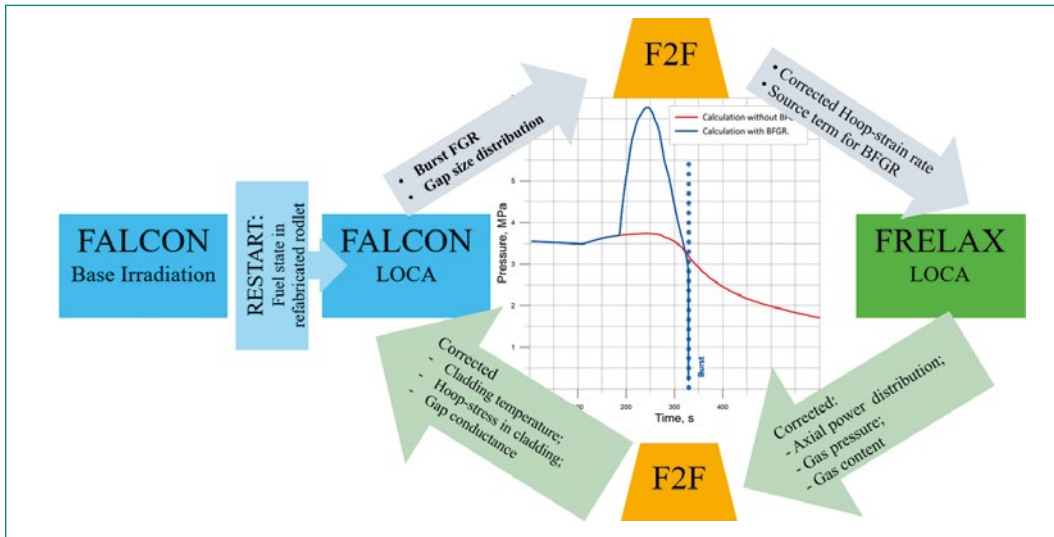 F2F
• Burst FGR
• Gap size distribution
• Corrected Hoop-strain rate
• Source term for BFGR
Calculation without BFG
Calculation with BFGR.
FALCON
Base Irradiation
RESTART:
Fuel state in
refabricated rodlet
FALCON
LOCA
FRELAX
LOCA
Pressure, MPa
5
4
3
2
1
Burst
200
300
400
Time, s
Corrected
- Cladding temperature;
- Hoop-stress in cladding;
- Gap conductance
Corrected:
- Axial power distribution;
- Gas pressure;
- Gas content
F2F